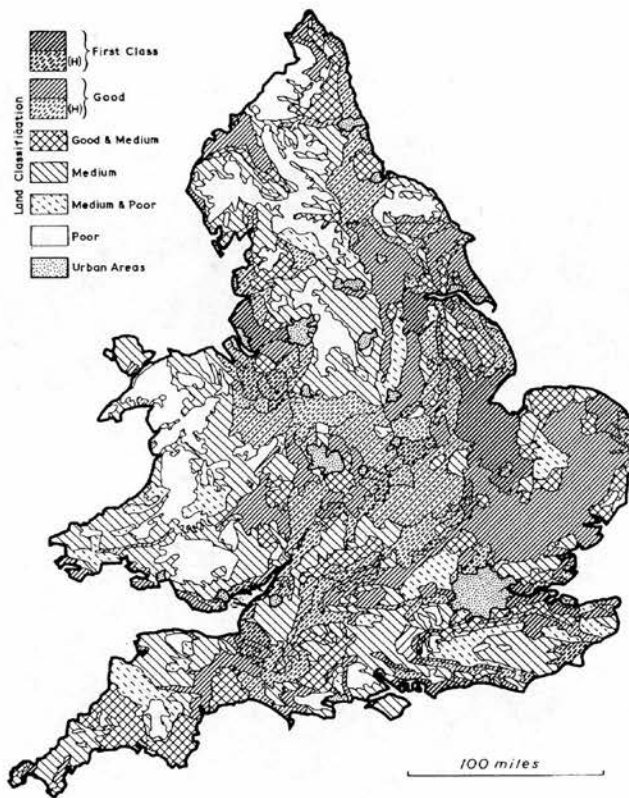 Land Classification
(H) First Class
(H) Good
Good & Medium
Medium
Medium & Poor
Poor
Urban Areas
100 miles